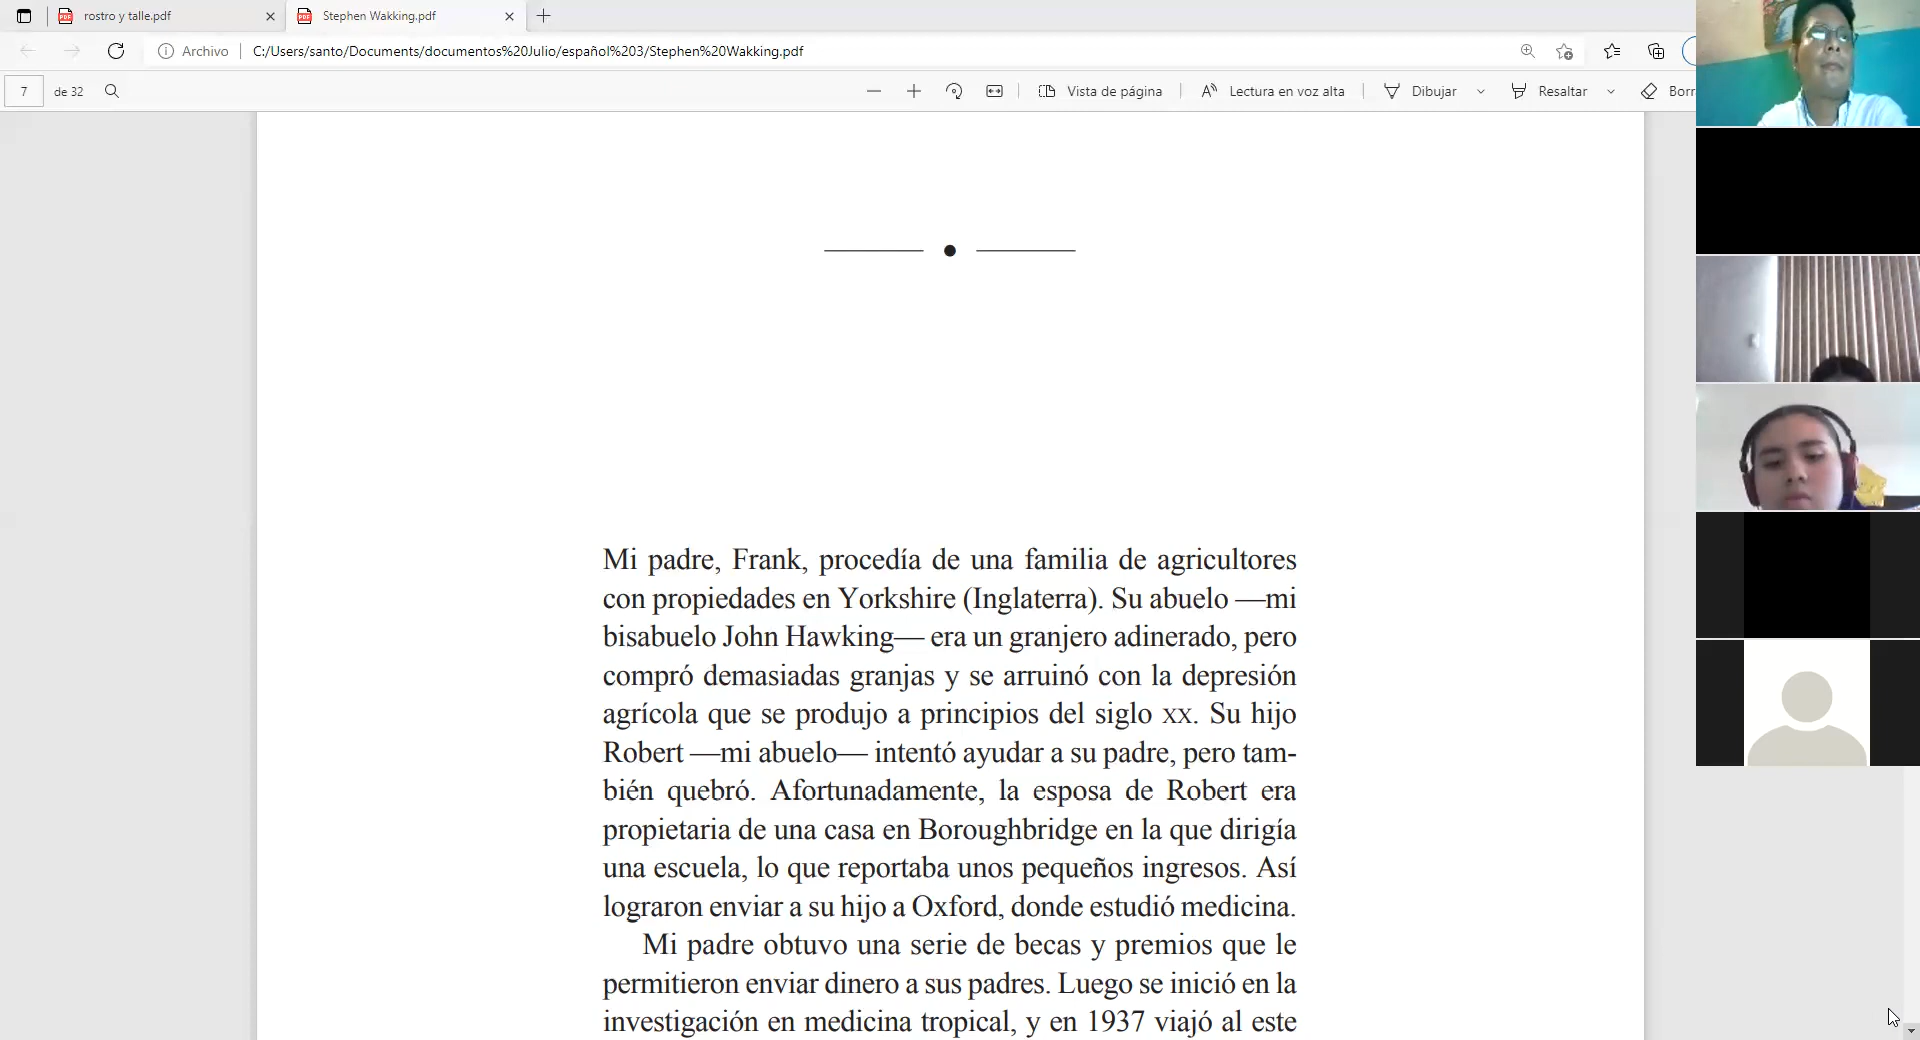 rostro y talle.pdf
Stephen Wakking.pdf
Archivo
C:/Users/santo/Documents/documentos%20Julio/español%203/Stephen%20Wakking.pdf
7 de 32
Vista de página
Lectura en voz alta
Dibujar
Resaltar
Borr
Mi padre, Frank, procedía de una familia de agricultores
con propiedades en Yorkshire (Inglaterra). Su abuelo —mi
bisabuelo John Hawking— era un granjero adinerado, pero
compró demasiadas granjas y se arruinó con la depresión
agrícola que se produjo a principios del siglo XX. Su hijo
Robert —mi abuelo— intentó ayudar a su padre, pero tam-
bién quebró. Afortunadamente, la esposa de Robert era
propietaria de una casa en Boroughbridge en la que dirigía
una escuela, lo que reportaba unos pequeños ingresos. Así
lograron enviar a su hijo a Oxford, donde estudió medicina.
Mi padre obtuvo una serie de becas y premios que le
permitieron enviar dinero a sus padres. Luego se inició en la
investigación en medicina tropical, y en 1937 viajó al este